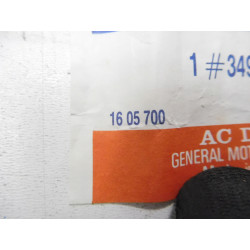 1 #349
16 05 700
AC D
GENERAL MOT